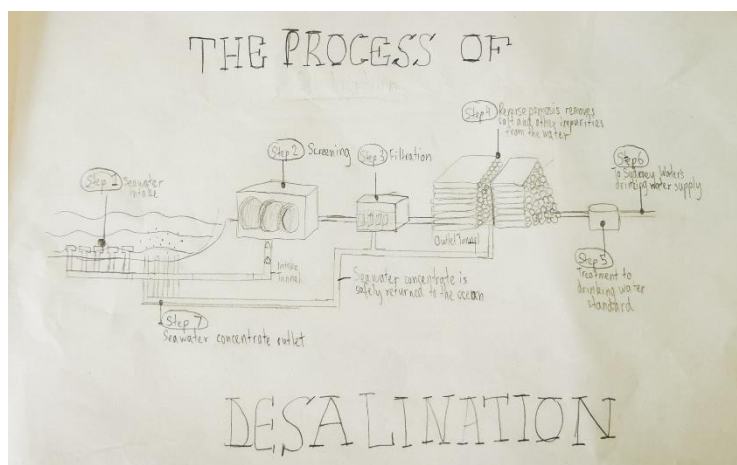 THE PROCESS OF
Step 1 Seawater
intake
Step 2 Screening
Step 3 Filtration
Step 4 Reverse osmosis removes
salt and other impurities
from the water
Step 6
To Sydney Water's
drinking water supply
Intake
Tunnel
Outlet Tunnel
Seawater concentrate is
safely returned to the ocean
Step 5
Treatment to
drinking water
standard
Step 7
Seawater concentrate outlet
DESALINATION